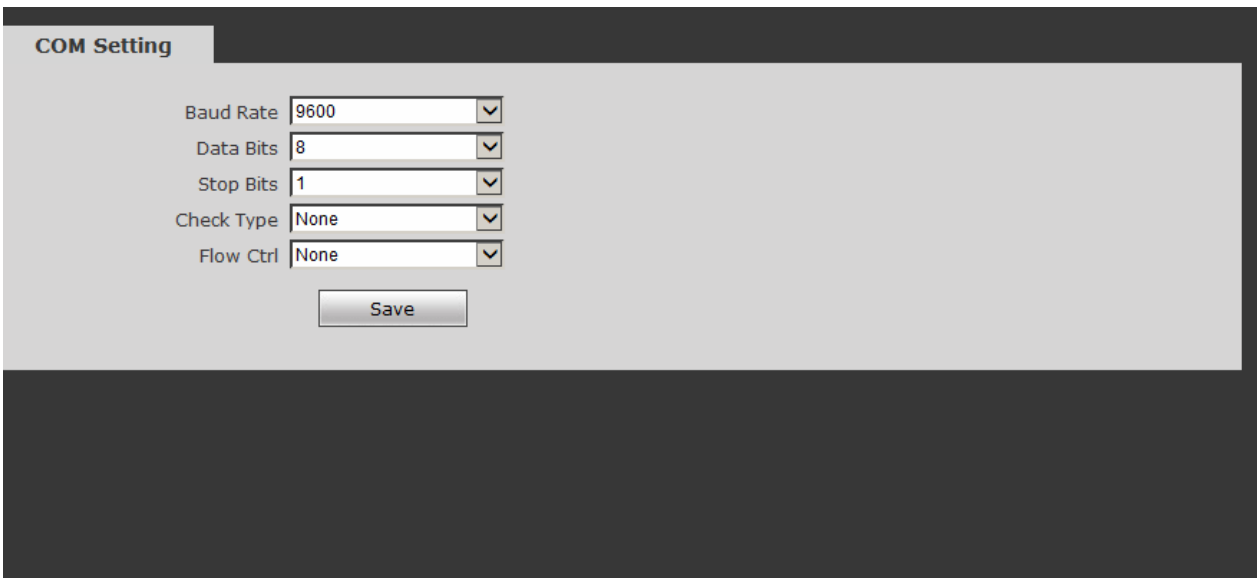 COM Setting
Baud Rate 9600
Data Bits 8
Stop Bits 1
Check Type None
Flow Ctrl None
Save